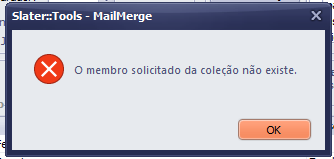 Slater::Tools - MailMerge
O membro solicitado da coleção não existe.
OK